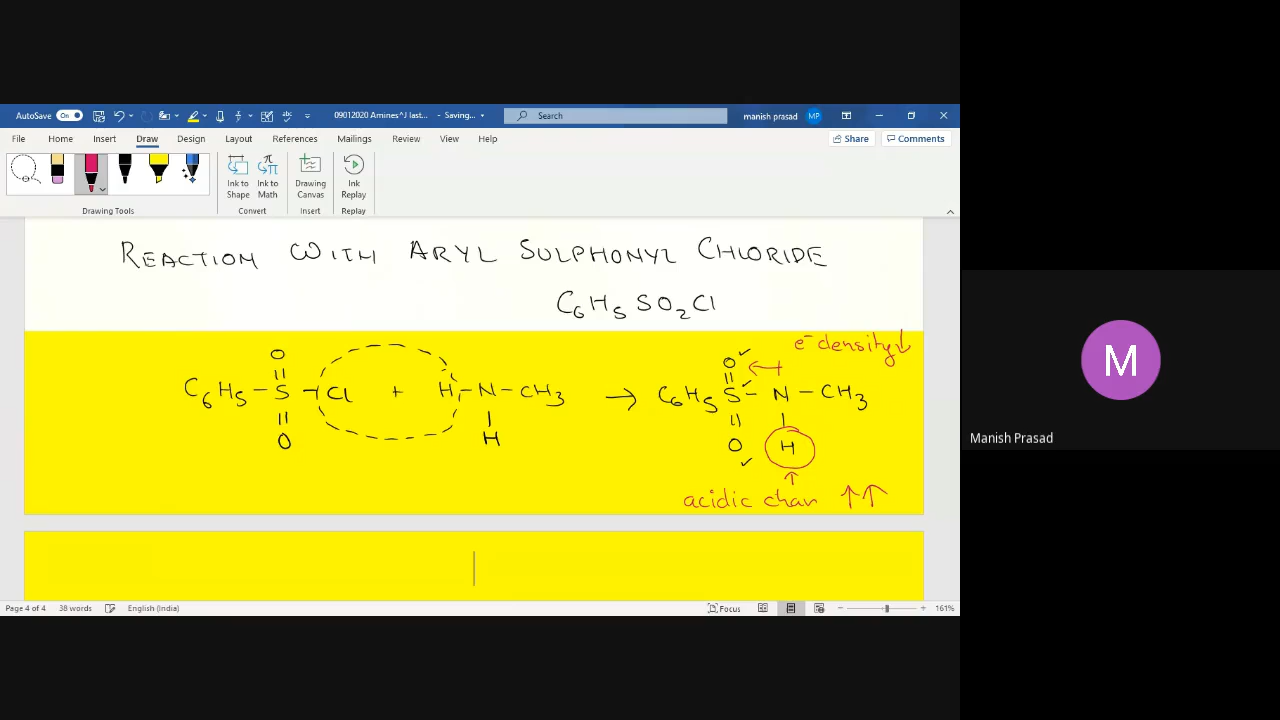 AutoSave On 09012020 Amines^J last... - Saving... Search manish prasad MP
File Home Insert Draw Design Layout References Mailings Review View Help Share Comments
Ink to Shape Ink to Math Drawing Canvas Ink Replay
Drawing Tools Convert Insert Replay
REACTION WITH ARYL SULPHONYL CHLORIDE
C6H5SO2Cl
e- density↓
O O
C6H5-S-Cl + H-N-CH3 → C6H5S-N-CH3
O H O H
acidic char ↑↑
Page 4 of 4 38 words English (India) Focus 161%
M
Manish Prasad